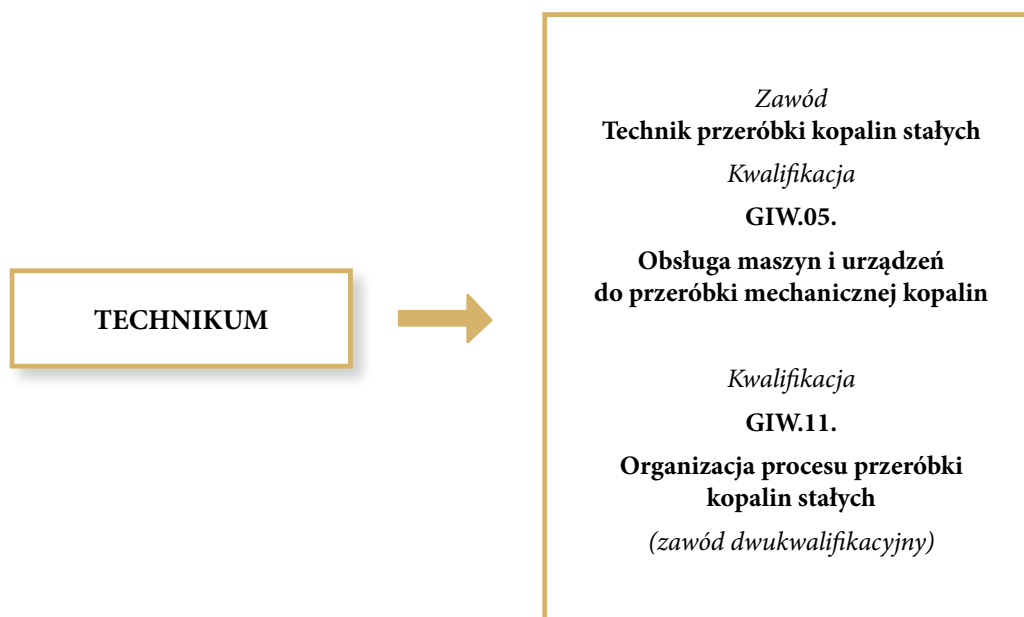 TECHNIKUM
Zawód
Technik przeróbki kopalin stałych
Kwalifikacja
GIW.05.
Obsługa maszyn i urządzeń
do przeróbki mechanicznej kopalin
Kwalifikacja
GIW.11.
Organizacja procesu przeróbki
kopalin stałych
(zawód dwukwalifikacyjny)